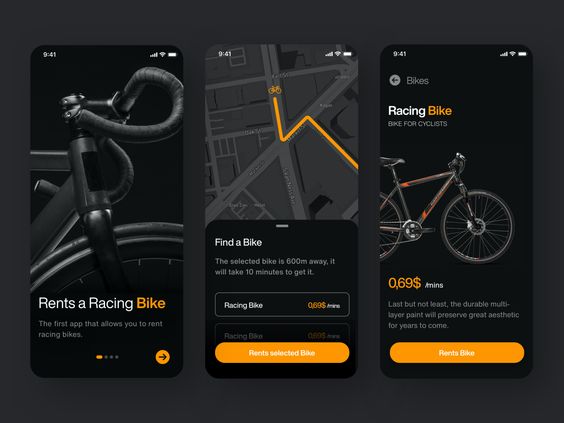 9:41
Rents a Racing Bike
The first app that allows you to rent
racing bikes.
9:41
Find a Bike
The selected bike is 600m away, it
will take 10 minutes to get it.
Racing Bike 0,69$ /mins
Racing Bike 0,69$ /mins
Rents selected Bike
9:41
Bikes
Racing Bike
BIKE FOR CYCLISTS
0,69$ /mins
Last but not least, the durable multi-
layer paint will preserve great aesthetic
for years to come.
Rents Bike